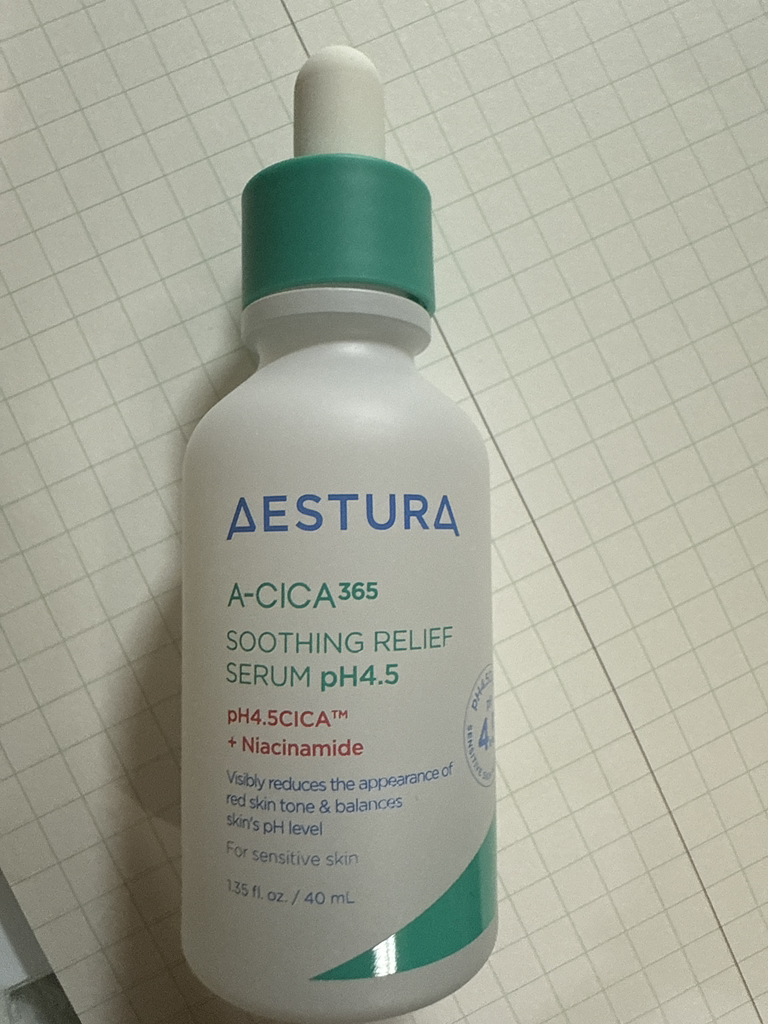 AESTURA
A-CICA³⁶⁵
SOOTHING RELIEF
SERUM pH4.5
pH4.5CICA™
+ Niacinamide
Visibly reduces the appearance of
red skin tone & balances
skin's pH level
For sensitive skin
1.35 fl. oz. / 40 mL